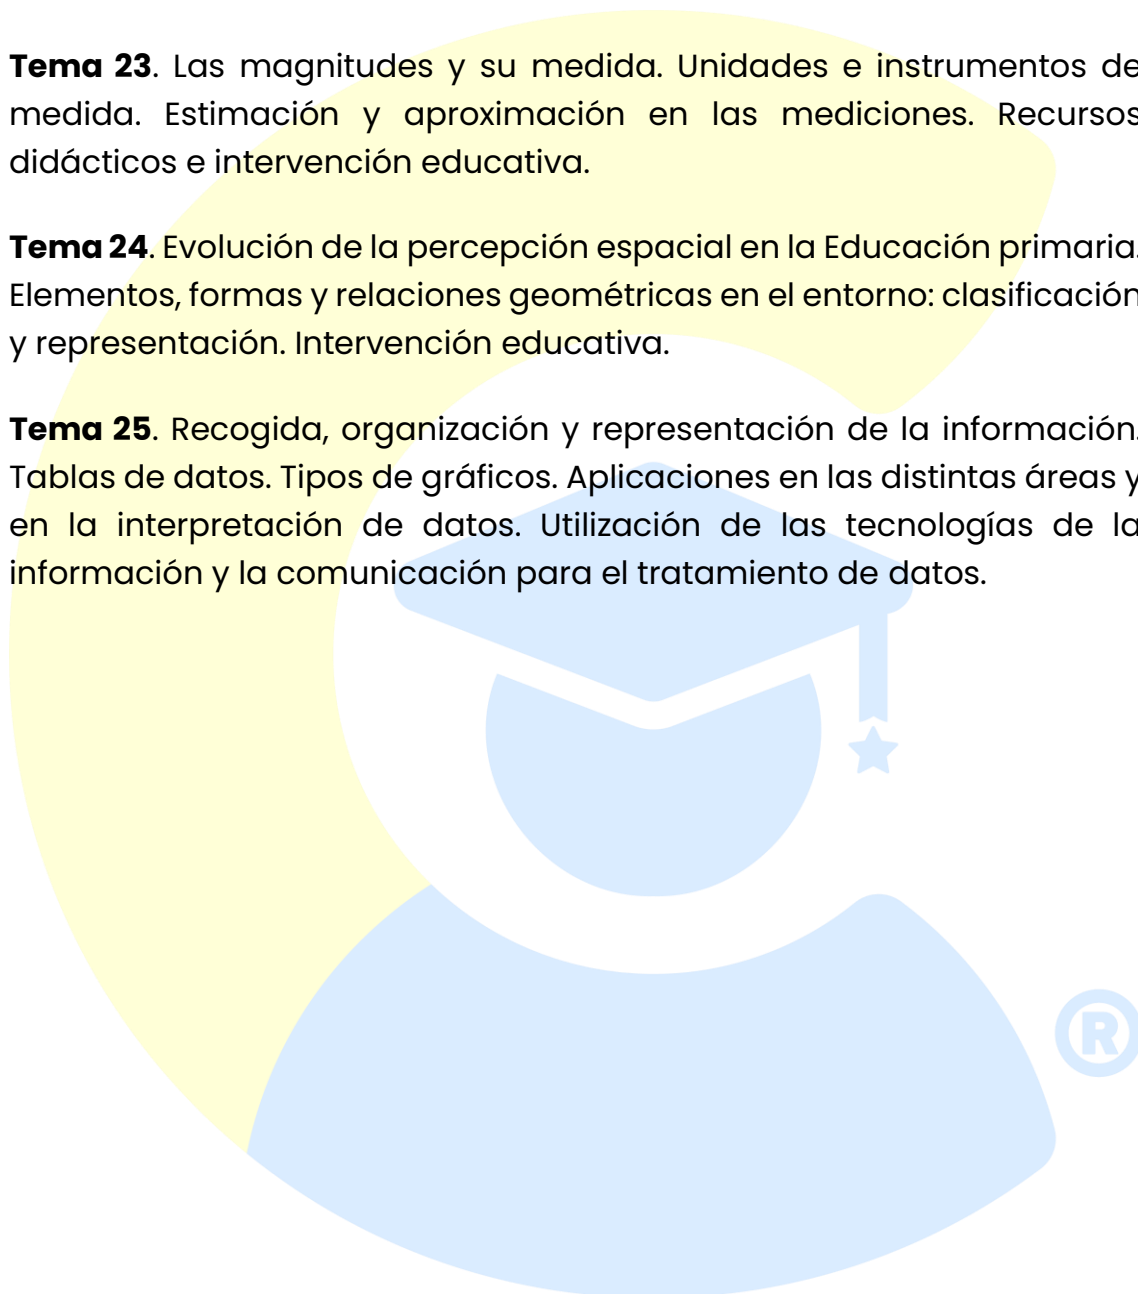 Tema 23. Las magnitudes y su medida. Unidades e instrumentos de
medida. Estimación y aproximación en las mediciones. Recursos
didácticos e intervención educativa.
Tema 24. Evolución de la percepción espacial en la Educación primaria.
Elementos, formas y relaciones geométricas en el entorno: clasificación
y representación. Intervención educativa.
Tema 25. Recogida, organización y representación de la información.
Tablas de datos. Tipos de gráficos. Aplicaciones en las distintas áreas y
en la interpretación de datos. Utilización de las tecnologías de la
información y la comunicación para el tratamiento de datos.
®